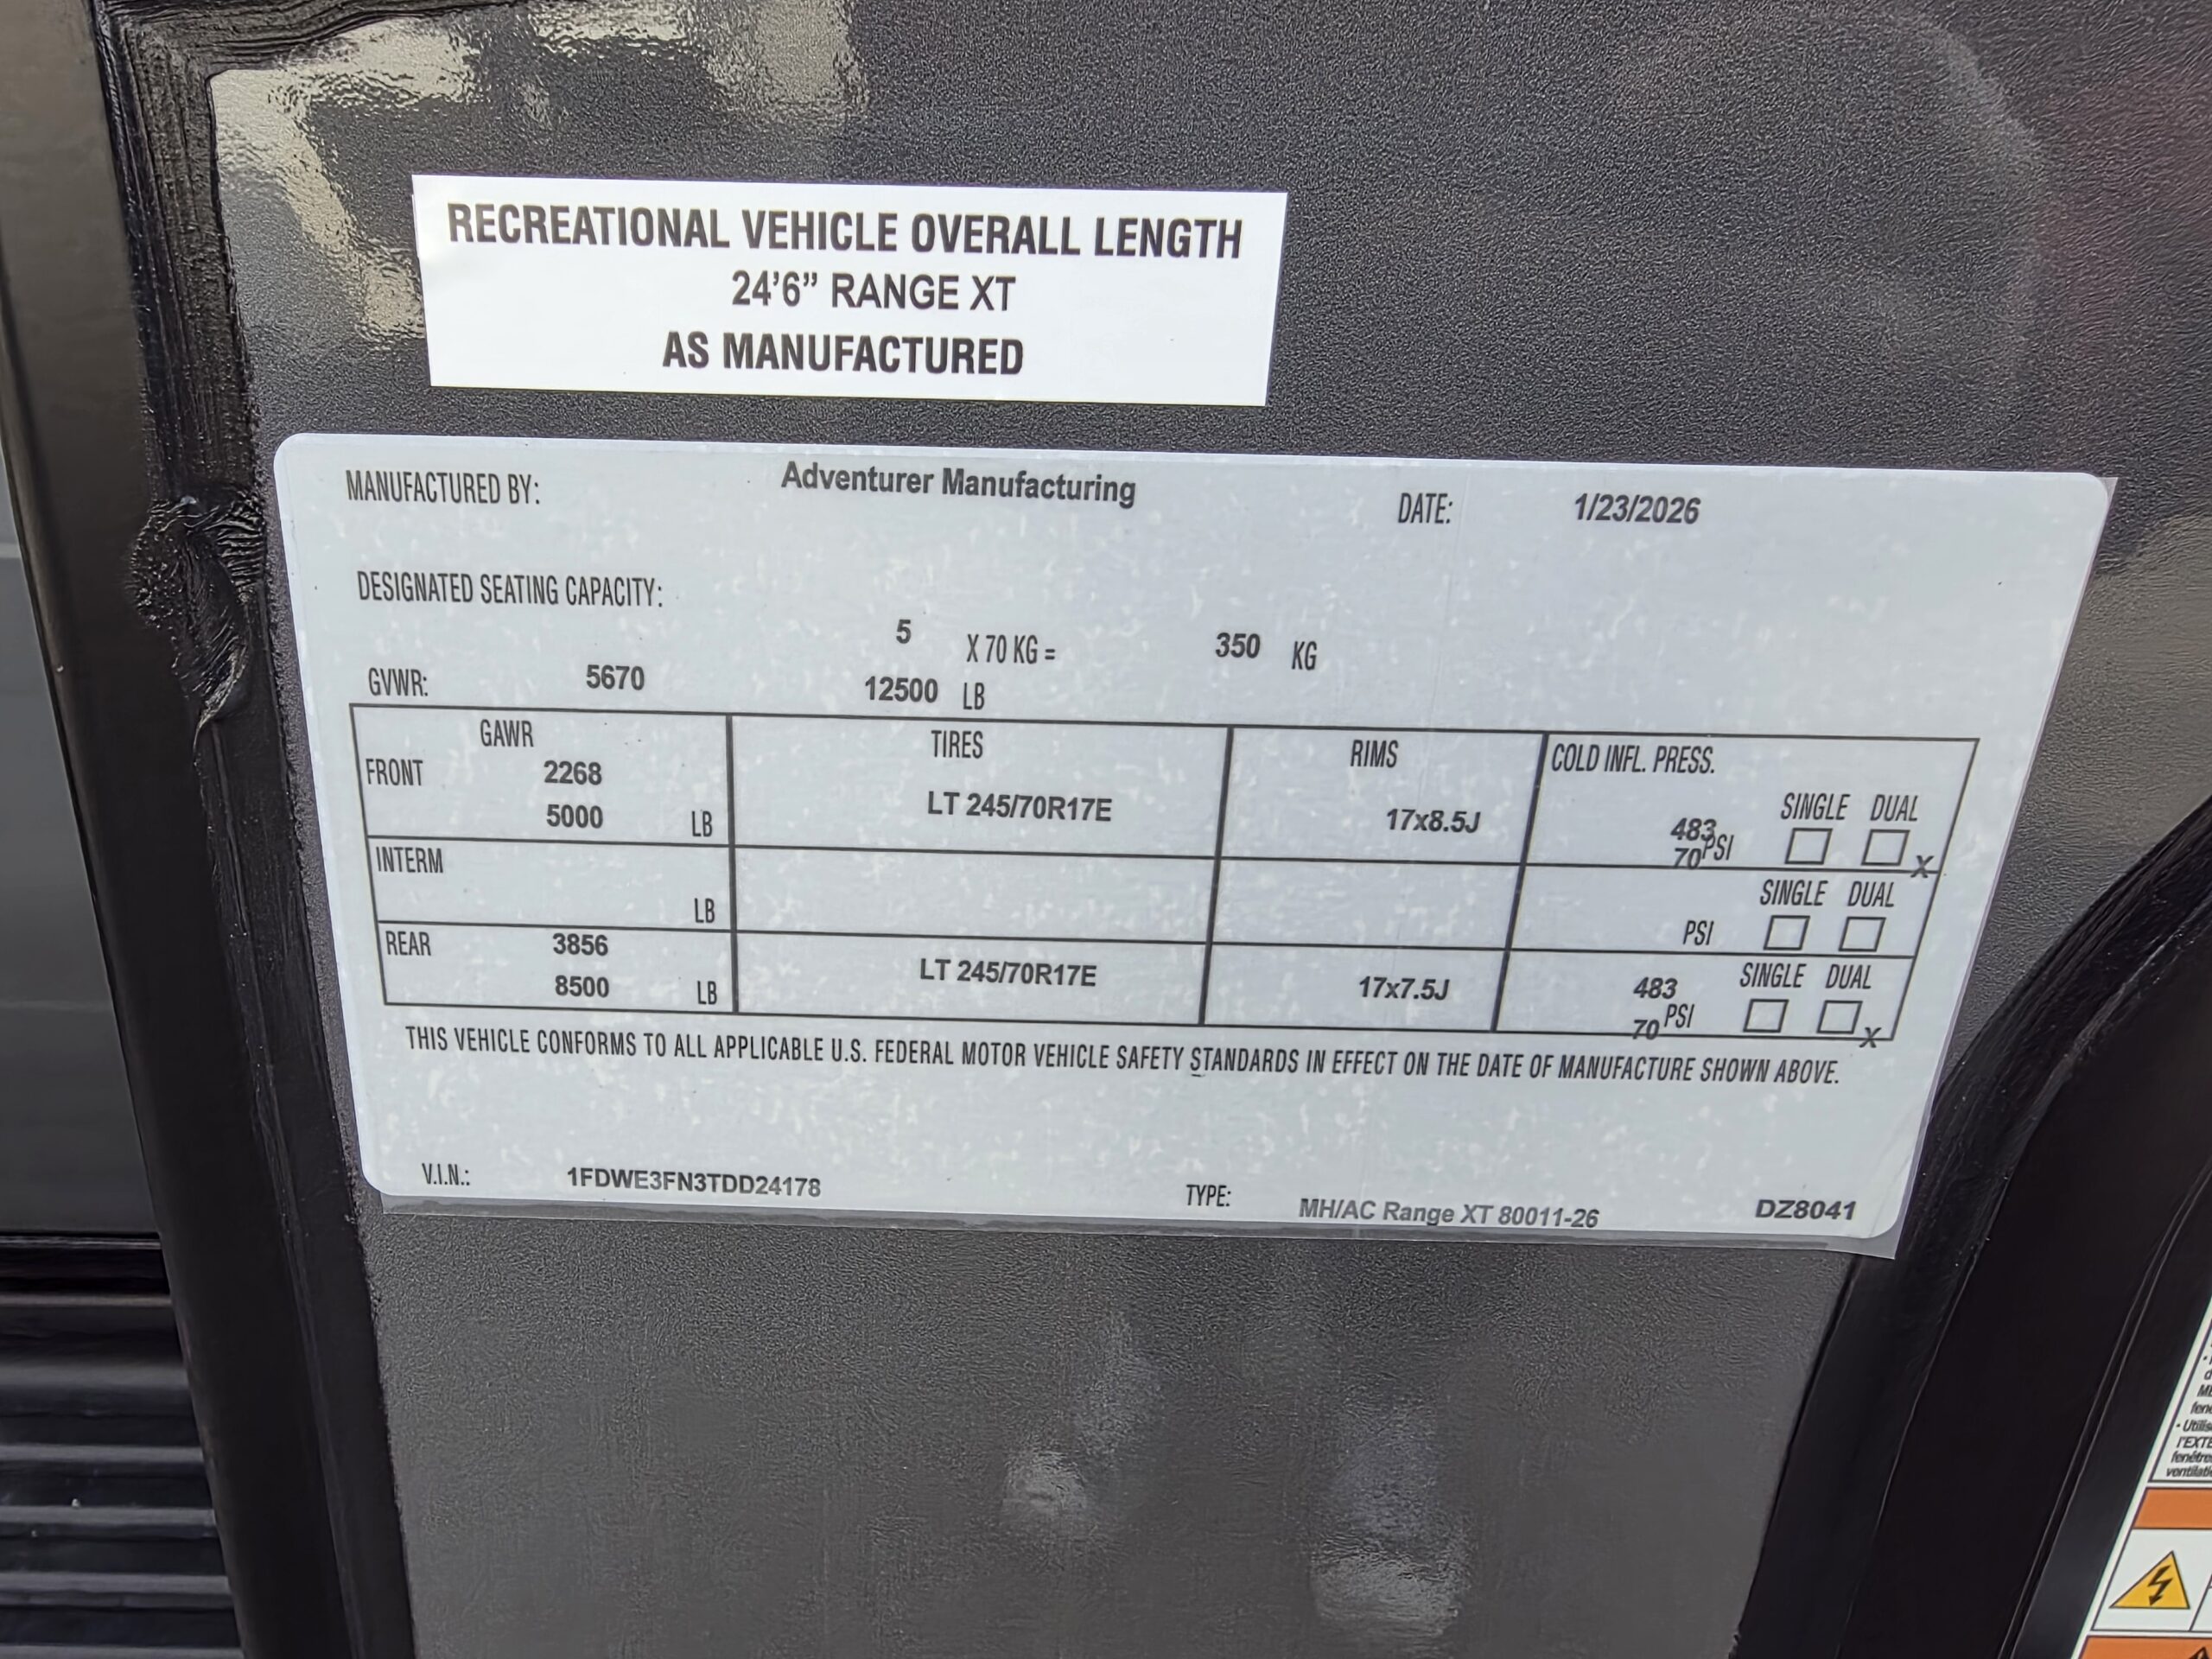 RECREATIONAL VEHICLE OVERALL LENGTH
24'6” RANGE XT
AS MANUFACTURED
MANUFACTURED BY: Adventurer Manufacturing DATE: 1/23/2026
DESIGNATED SEATING CAPACITY:
5 X 70 KG = 350 KG
GVWR: 5670 12500 LB
GAWR TIRES RIMS COLD INFL. PRESS.
FRONT 2268
5000 LB LT 245/70R17E 17x8.5J 483 SINGLE DUAL
70 PSI X
INTERM SINGLE DUAL
LB PSI
REAR 3856 SINGLE DUAL
8500 LB LT 245/70R17E 17x7.5J 483
70 PSI X
THIS VEHICLE CONFORMS TO ALL APPLICABLE U.S. FEDERAL MOTOR VEHICLE SAFETY STANDARDS IN EFFECT ON THE DATE OF MANUFACTURE SHOWN ABOVE.
V.I.N.: 1FDWE3FN3TDD24178 TYPE: MH/AC Range XT 80011-26 DZ8041